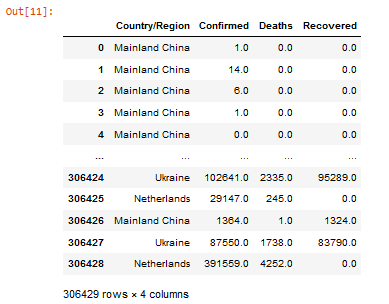 Out[11]:
Country/Region Confirmed Deaths Recovered
0 Mainland China 1.0 0.0 0.0
1 Mainland China 14.0 0.0 0.0
2 Mainland China 6.0 0.0 0.0
3 Mainland China 1.0 0.0 0.0
4 Mainland China 0.0 0.0 0.0
... ... ... ... ...
306424 Ukraine 102641.0 2335.0 95289.0
306425 Netherlands 29147.0 245.0 0.0
306426 Mainland China 1364.0 1.0 1324.0
306427 Ukraine 87550.0 1738.0 83790.0
306428 Netherlands 391559.0 4252.0 0.0
306429 rows × 4 columns